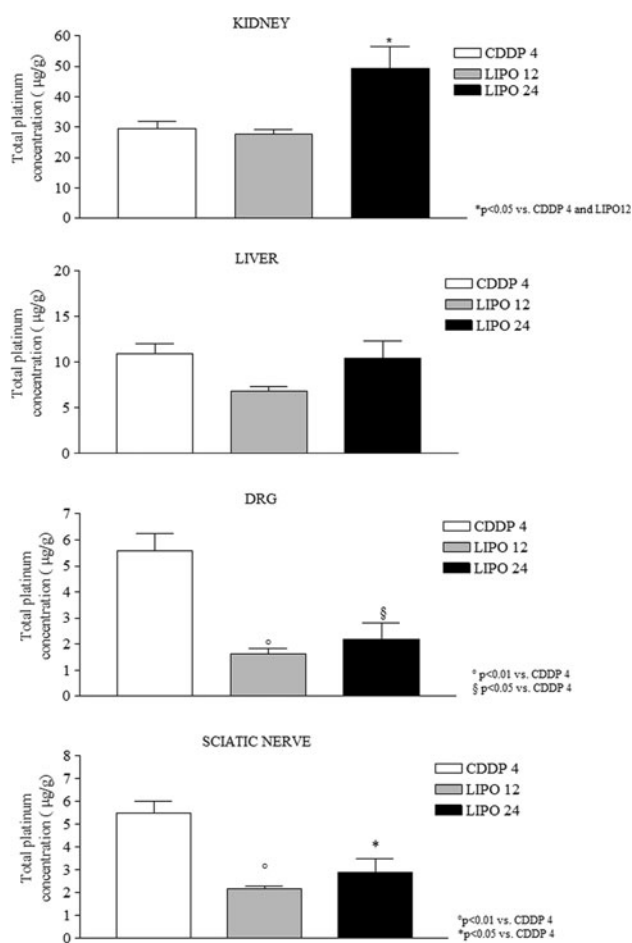 KIDNEY
Total platinum
concentration ( µg/g)
60
50
40
30
20
10
0
*
CDDP 4
LIPO 12
LIPO 24
*p<0.05 vs. CDDP 4 and LIPO12
LIVER
Total platinum
concentration ( µg/g)
20
15
10
5
0
CDDP 4
LIPO 12
LIPO 24
DRG
Total platinum
concentration ( µg/g)
7
6
5
4
3
2
1
0
°
§
CDDP 4
LIPO 12
LIPO 24
° p<0.01 vs. CDDP 4
§ p<0.05 vs. CDDP 4
SCIATIC NERVE
Total platinum
concentration ( µg/g)
8
7
6
5
4
3
2
1
0
°
*
CDDP 4
LIPO 12
LIPO 24
°p<0.01 vs. CDDP 4
*p<0.05 vs. CDDP 4